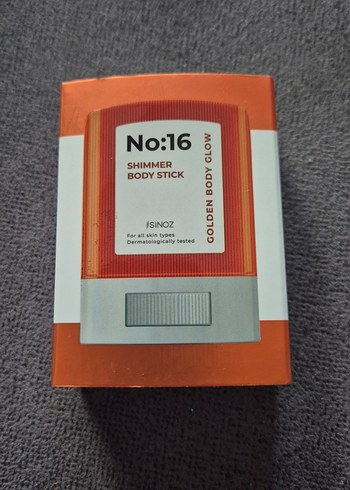 No:16
SHIMMER
BODY STICK
GOLDEN BODY GLOW
SINOZ
For all skin types
Dermatologically tested